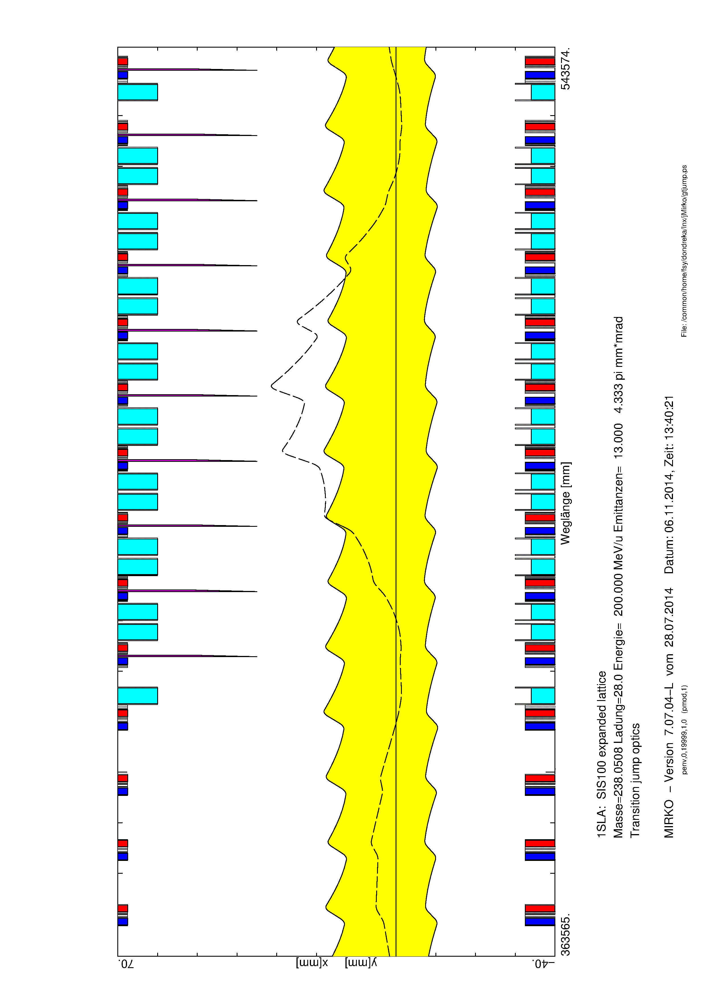 70.
x[mm]
y[mm]
−40.
363565.
Weglänge [mm]
543574.
1SLA: SIS100 expanded lattice
Masse=238.0508 Ladung=28.0 Energie= 200.000 MeV/u Emittanzen= 13.000 4.333 pi mm*mrad
Transition jump optics
MIRKO − Version 7.07.04−L vom 28.07.2014 Datum: 06.11.2014, Zeit: 13:40:21
penv,0,19999,1,0 (pmod,1)
File: /common/home/fsy/dondreka/lnx/jMirko/gtjump.ps